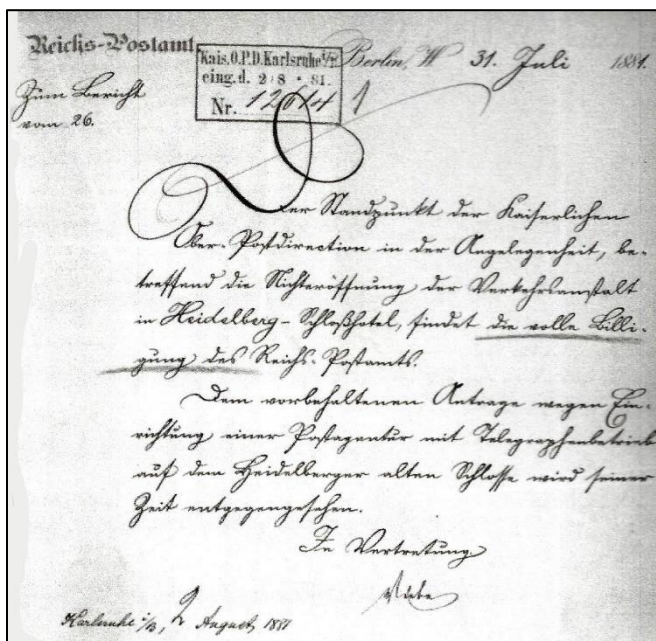 Reichs-Postamt.
Berlin, W 31. Juli 1881.
Kais. O.P.D. Karlsruhe i/B.
eing. d. 2/8 * 81.
Nr. 12614
Zum Bericht
vom 26.
Der Standpunkt der Kaiserlichen
Ober-Postdirection in der Angelegenheit, be-
treffend die Nichteröffnung der Verkehrsanstalt
in Heidelberg-Schloßhotel, findet die volle Billi-
gung des Reichs-Postamts.
Dem vorbehaltenen Antrage wegen Ein-
richtung einer Postagentur mit Telegraphenbetrieb
auf dem Heidelberger alten Schlosse wird seiner
Zeit entgegengesehen.
In Vertretung
Karlsruhe i/B, 2 August 1881